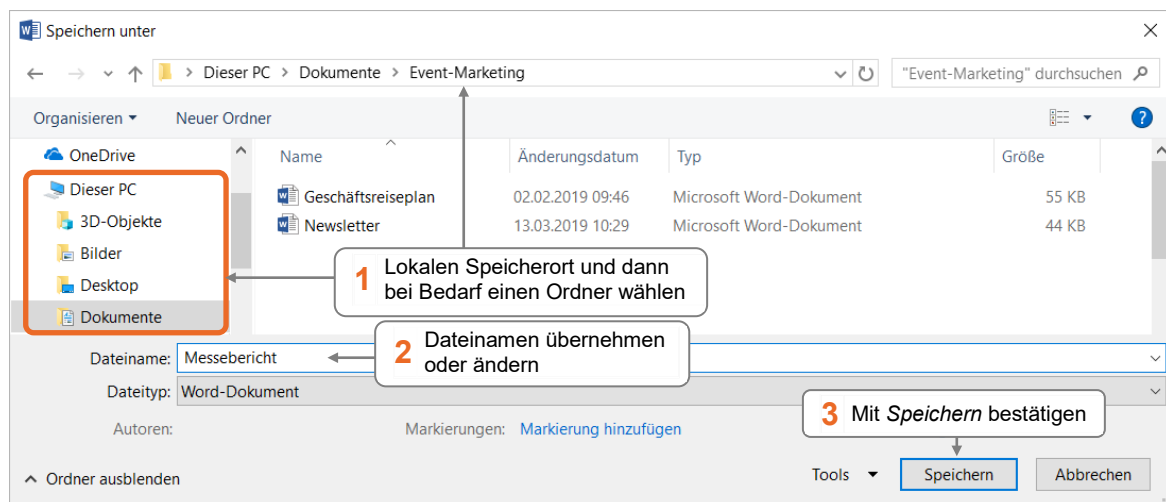 Speichern unter
Dieser PC > Dokumente > Event-Marketing
"Event-Marketing" durchsuchen
Organisieren
Neuer Ordner
?
OneDrive
Name
Änderungsdatum
Typ
Größe
Dieser PC
Geschäftsreiseplan
02.02.2019 09:46
Microsoft Word-Dokument
55 KB
3D-Objekte
Newsletter
13.03.2019 10:29
Microsoft Word-Dokument
44 KB
Bilder
Desktop
Dokumente
1 Lokalen Speicherort und dann
bei Bedarf einen Ordner wählen
Dateiname: Messebericht
2 Dateinamen übernehmen
oder ändern
Dateityp: Word-Dokument
Autoren:
Markierungen: Markierung hinzufügen
3 Mit Speichern bestätigen
Ordner ausblenden
Tools
Speichern
Abbrechen